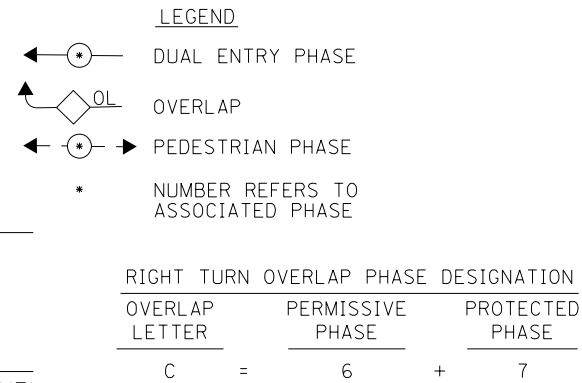 LEGEND
* DUAL ENTRY PHASE
OL OVERLAP
* PEDESTRIAN PHASE
* NUMBER REFERS TO
ASSOCIATED PHASE
RIGHT TURN OVERLAP PHASE DESIGNATION
OVERLAP PERMISSIVE PROTECTED
LETTER PHASE PHASE
C = 6 + 7